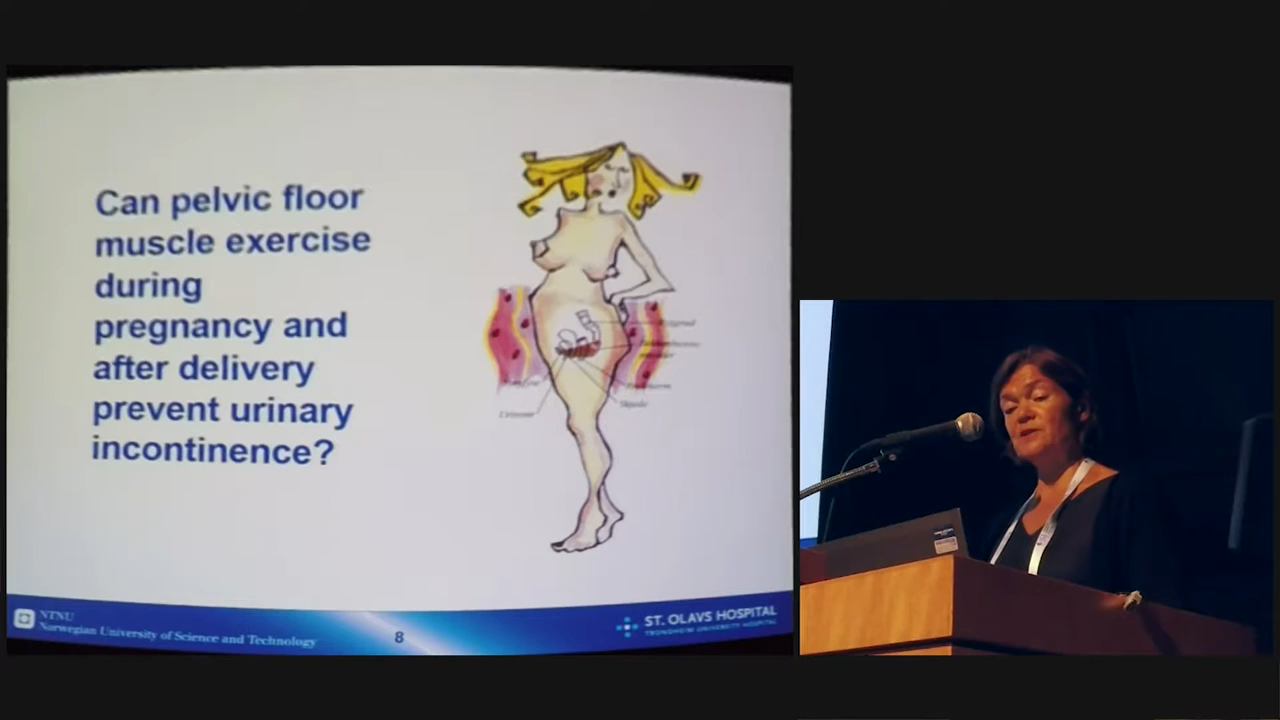 Can pelvic floor
muscle exercise
during
pregnancy and
after delivery
prevent urinary
incontinence?
NTNU
Norwegian University of Science and Technology
8
ST. OLAVS HOSPITAL
TRONDHEIM UNIVERSITY HOSPITAL